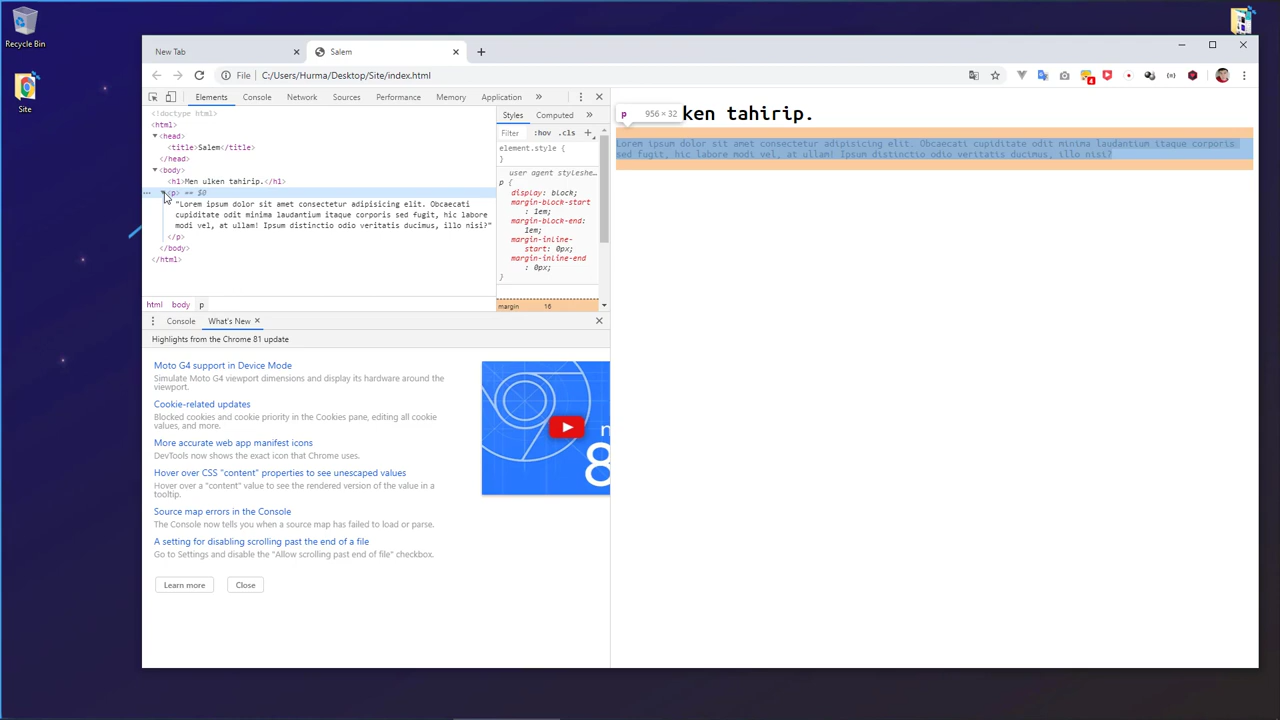 Recycle Bin
Site
New Tab
Salem
File
C:/Users/Hurma/Desktop/Site/index.html
4
Elements
Console
Network
Sources
Performance
Memory
Application
»
<!doctype html>
<html>
<head>
<title>Salem</title>
</head>
<body>
<h1>Men ulken tahirip.</h1>
<p> == $0
"Lorem ipsum dolor sit amet consectetur adipisicing elit. Obcaecati
cupiditate odit minima laudantium itaque corporis sed fugit, hic labore
modi vel, at ullam! Ipsum distinctio odio veritatis ducimus, illo nisi?"
</p>
</body>
</html>
html body p
Styles
Computed
»
Filter
:hov .cls +
element.style {
}
user agent styleshe…
p {
display: block;
margin-block-start
: 1em;
margin-block-end:
1em;
margin-inline-
start: 0px;
margin-inline-end
: 0px;
}
margin
16
Console
What's New
Highlights from the Chrome 81 update
Moto G4 support in Device Mode
Simulate Moto G4 viewport dimensions and display its hardware around the
viewport.
Cookie-related updates
Blocked cookies and cookie priority in the Cookies pane, editing all cookie
values, and more.
More accurate web app manifest icons
DevTools now shows the exact icon that Chrome uses.
Hover over CSS "content" properties to see unescaped values
Hover over a "content" value to see the rendered version of the value in a
tooltip.
Source map errors in the Console
The Console now tells you when a source map has failed to load or parse.
A setting for disabling scrolling past the end of a file
Go to Settings and disable the "Allow scrolling past end of file" checkbox.
Learn more
Close
8
p 956 × 32
ken tahirip.
Lorem ipsum dolor sit amet consectetur adipisicing elit. Obcaecati cupiditate odit minima laudantium itaque corporis
sed fugit, hic labore modi vel, at ullam! Ipsum distinctio odio veritatis ducimus, illo nisi?